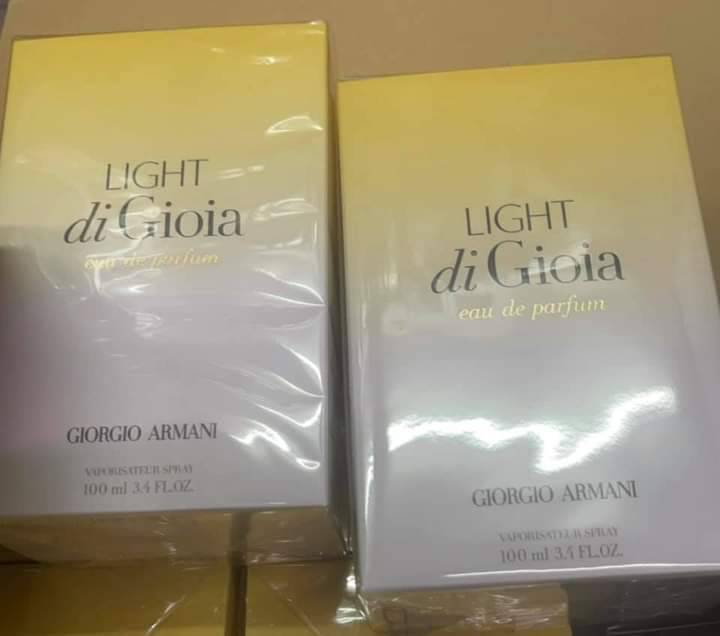 LIGHT
di Gioia
eau de parfum
GIORGIO ARMANI
VAPORISATEUR SPRAY
100 ml 3.4 FL.OZ.
LIGHT
di Gioia
eau de parfum
GIORGIO ARMANI
VAPORISATEUR SPRAY
100 ml 3.4 FL.OZ.